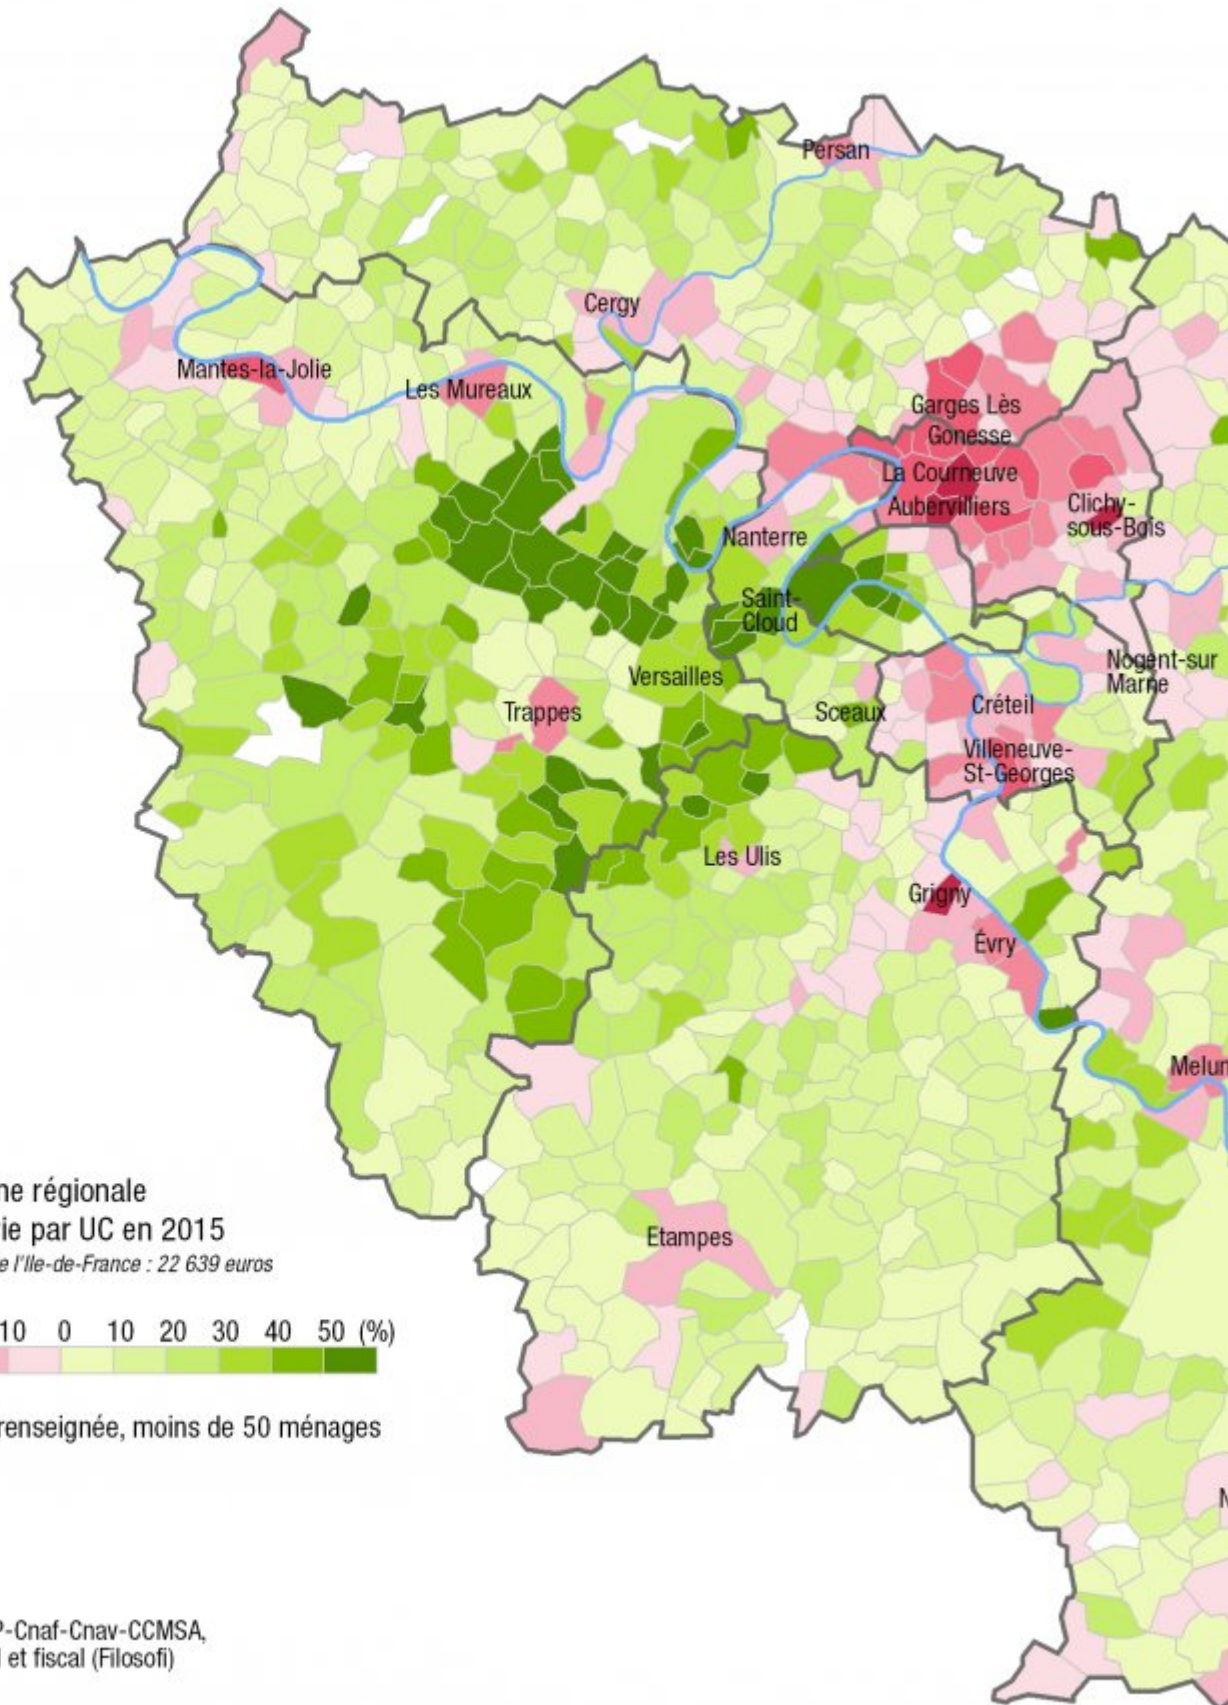 Persan
Cergy
Mantes-la-Jolie
Les Mureaux
Garges Lès
Gonesse
La Courneuve
Aubervilliers
Clichy-
sous-Bois
Nanterre
Saint-
Cloud
Versailles
Nogent-sur
Marne
Trappes
Sceaux
Créteil
Villeneuve-
St-Georges
Les Ulis
Grigny
Évry
Melun
ne régionale
ie par UC en 2015
e l'Ile-de-France : 22 639 euros
Etampes
10 0 10 20 30 40 50 (%)
renseignée, moins de 50 ménages
N
P-Cnaf-Cnav-CCMSA,
l et fiscal (Filosofi)